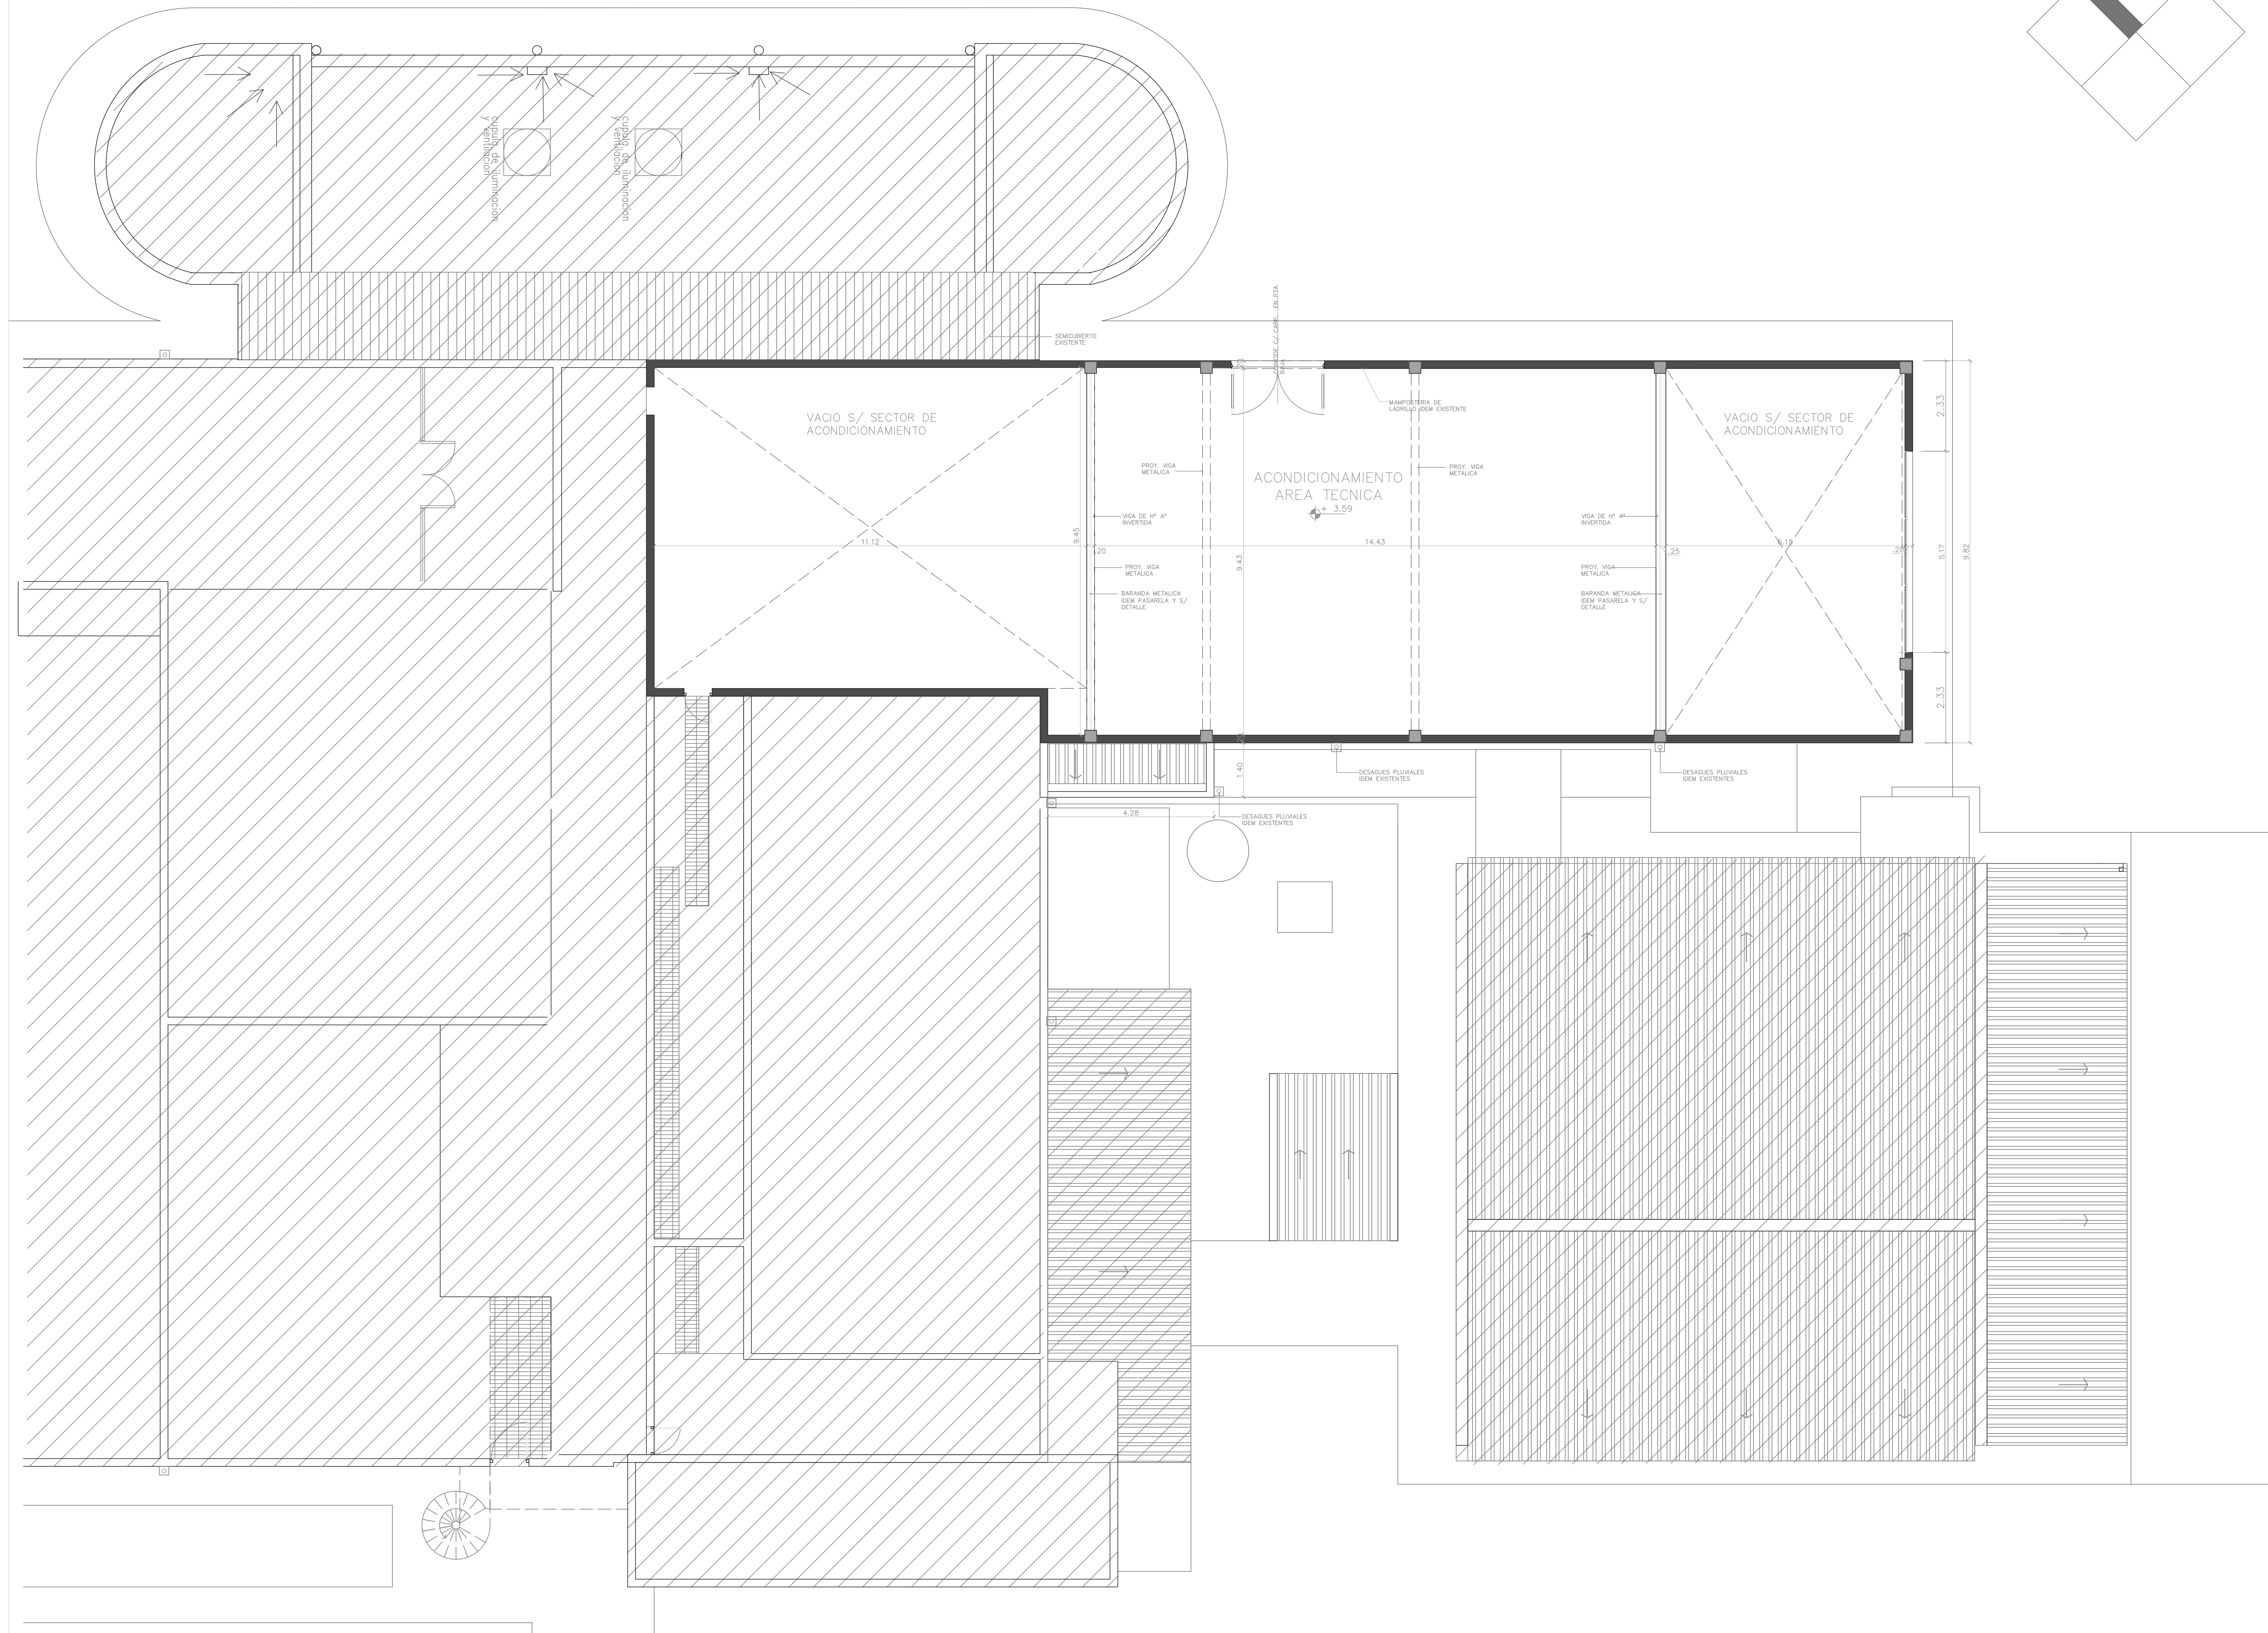 cupula de iluminacion
y ventilacion
cupula de iluminacion
y ventilacion
SEMICUBIERTO
EXISTENTE
MAMPOSTERIA DE
LADRILLO IDEM EXISTENTE
VACIO S/ SECTOR DE
ACONDICIONAMIENTO
VACIO S/ SECTOR DE
ACONDICIONAMIENTO
2.33
PROY. VIGA
METALICA
PROY. VIGA
METALICA
ACONDICIONAMIENTO
AREA TECNICA
+ 3.59
VIGA DE Hº Aº
INVERTIDA
VIGA DE Hº Aº
INVERTIDA
11.12
9.45
.20
9.43
14.43
.25
6.15
5.17
9.82
PROY. VIGA
METALICA
PROY. VIGA
METALICA
BARANDA METALICA
IDEM PASARELA Y S/
DETALLE
BARANDA METALICA
IDEM PASARELA Y S/
DETALLE
2.33
1.40
DESAGUES PLUVIALES
IDEM EXISTENTES
DESAGUES PLUVIALES
IDEM EXISTENTES
4.28
DESAGUES PLUVIALES
IDEM EXISTENTES